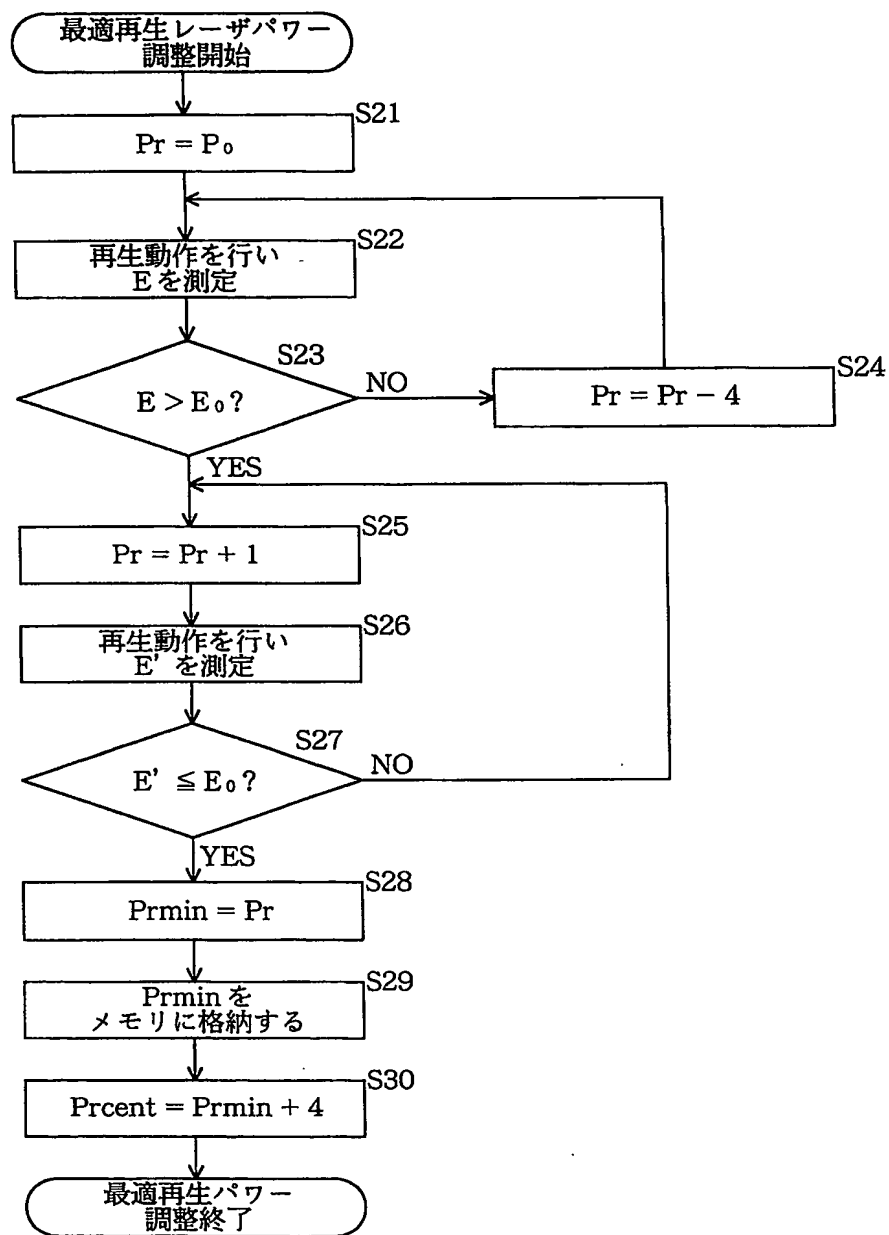 最適再生レーザパワー
調整開始
S21
Pr = P₀
S22
再生動作を行い
E を測定
S23
E > E₀?
NO
S24
Pr = Pr − 4
YES
S25
Pr = Pr + 1
S26
再生動作を行い
E' を測定
S27
E' ≦ E₀?
NO
YES
S28
Prmin = Pr
S29
Prmin を
メモリに格納する
S30
Prcent = Prmin + 4
最適再生パワー
調整終了